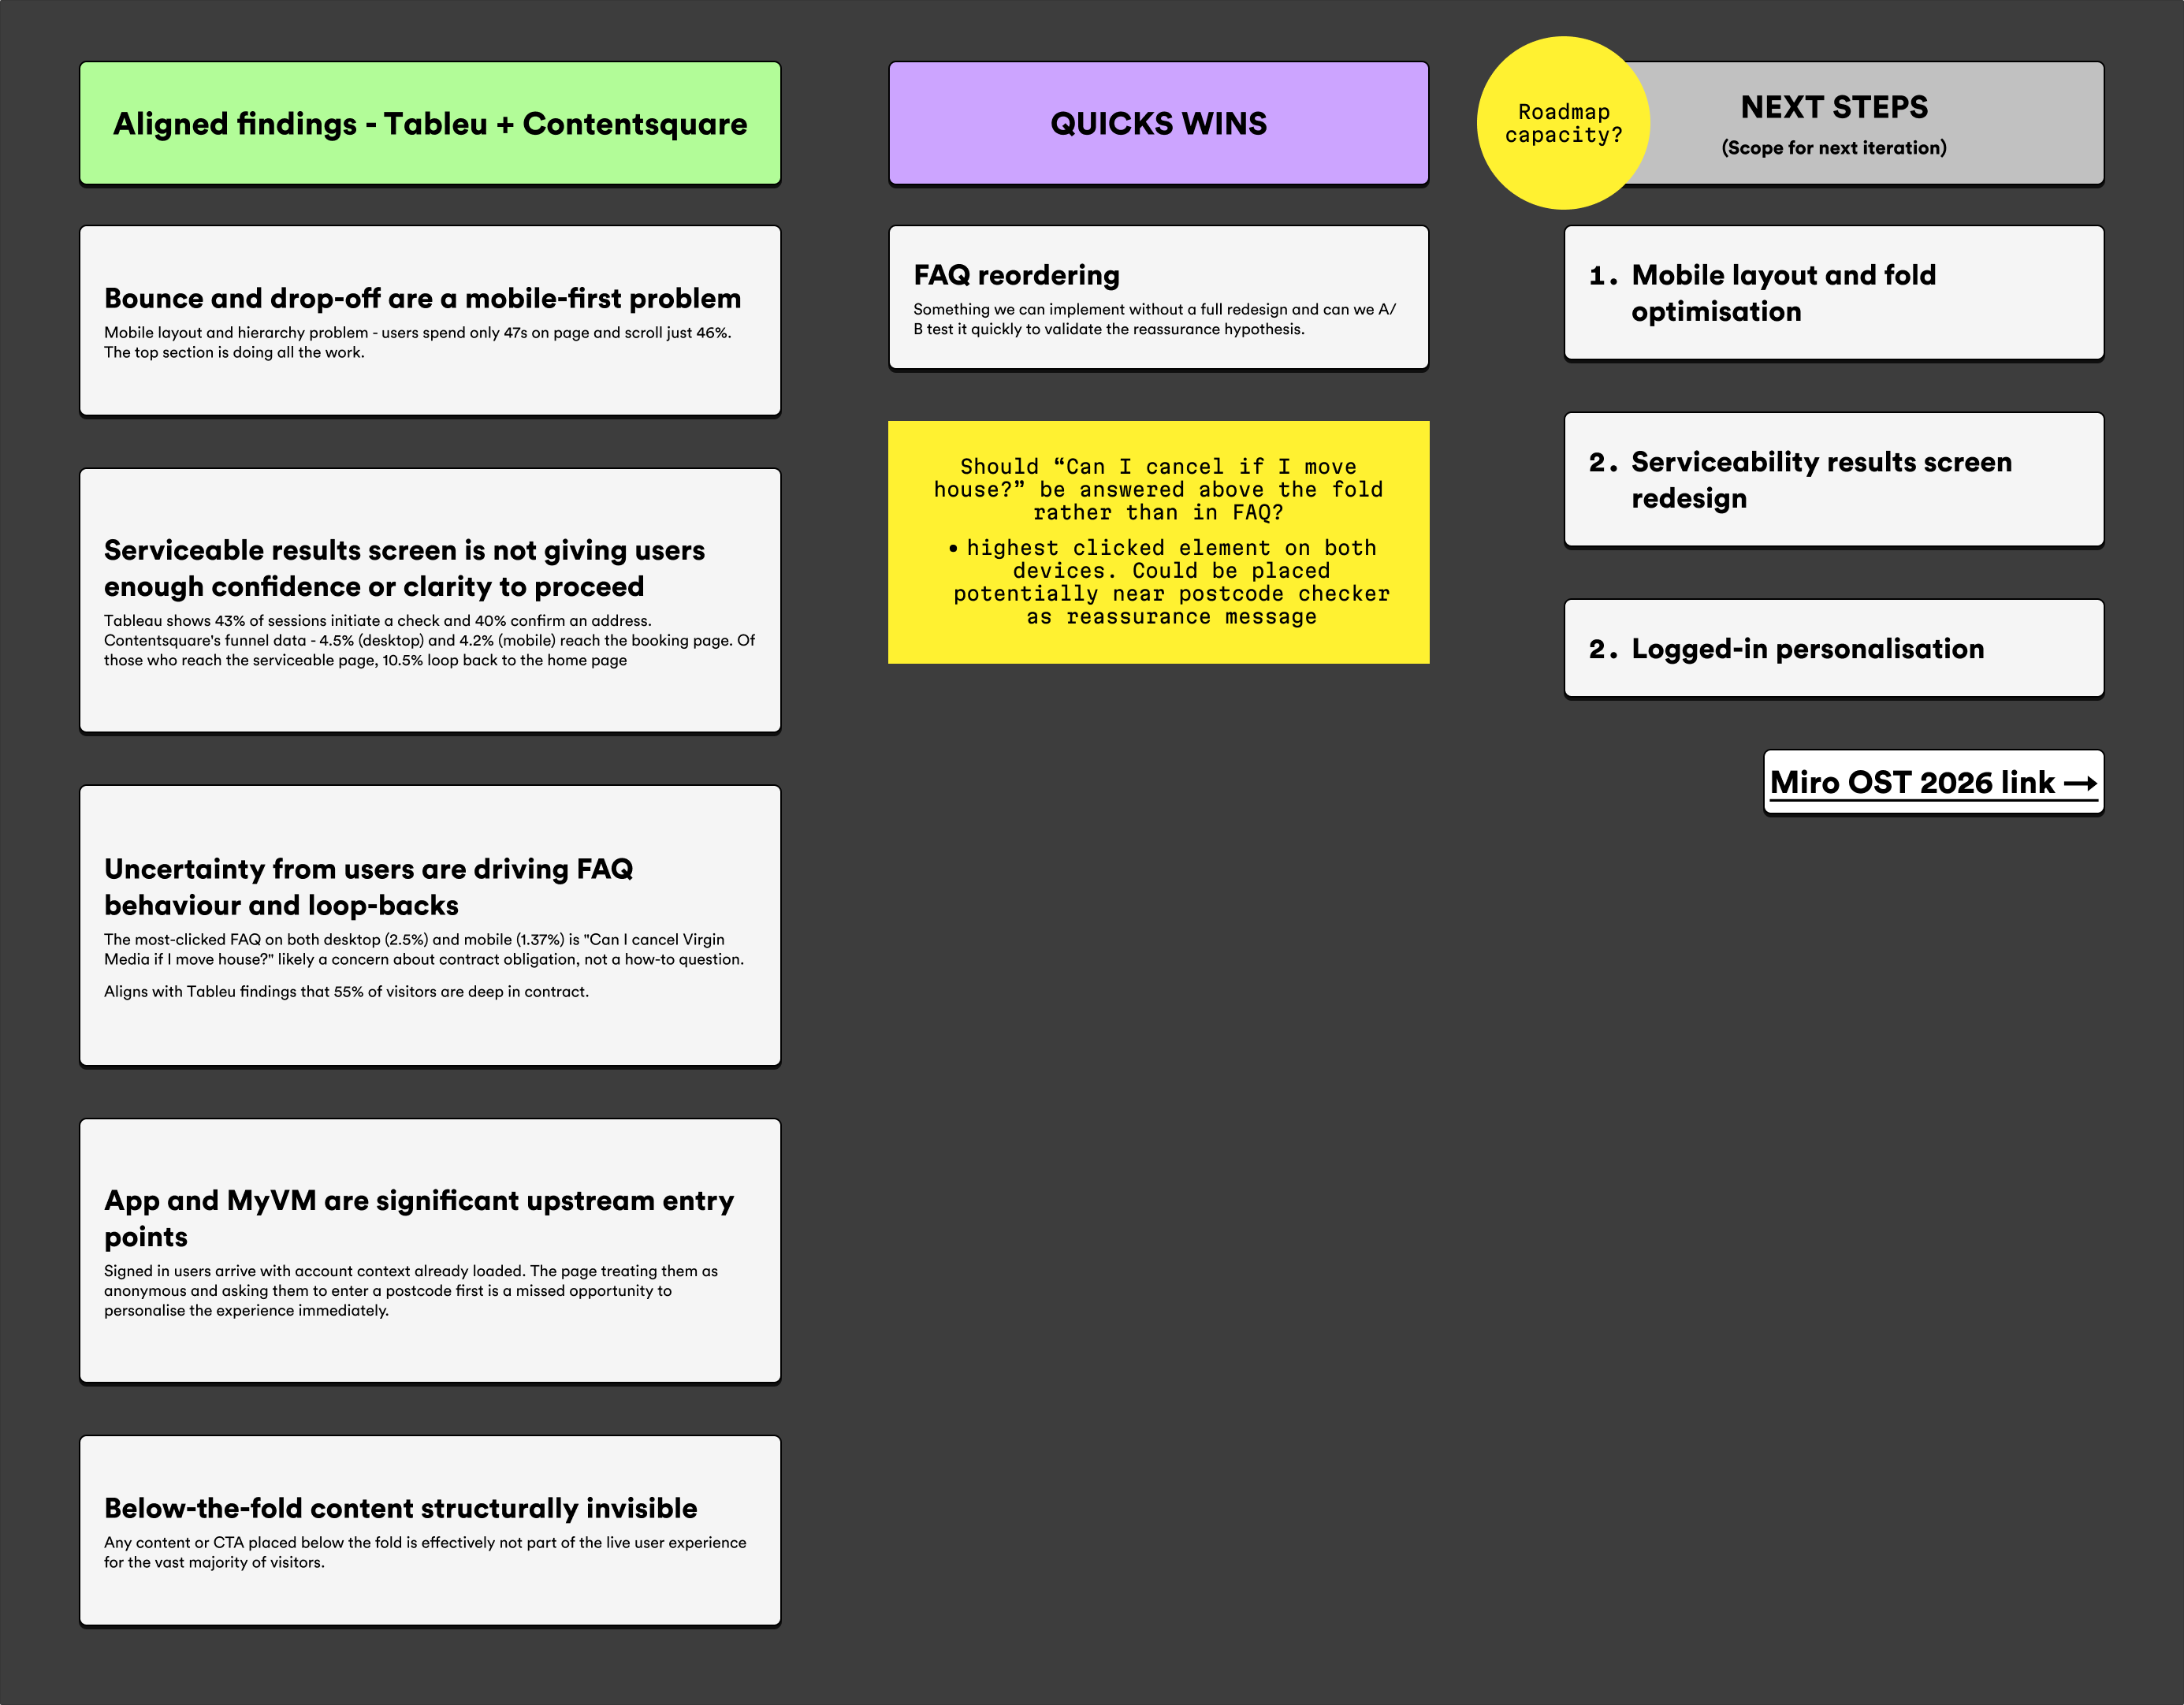 Aligned findings - Tableu + Contentsquare
Bounce and drop-off are a mobile-first problem
Mobile layout and hierarchy problem - users spend only 47s on page and scroll just 46%.
The top section is doing all the work.
Serviceable results screen is not giving users
enough confidence or clarity to proceed
Tableau shows 43% of sessions initiate a check and 40% confirm an address.
Contentsquare's funnel data - 4.5% (desktop) and 4.2% (mobile) reach the booking page. Of
those who reach the serviceable page, 10.5% loop back to the home page
Uncertainty from users are driving FAQ
behaviour and loop-backs
The most-clicked FAQ on both desktop (2.5%) and mobile (1.37%) is "Can I cancel Virgin
Media if I move house?" likely a concern about contract obligation, not a how-to question.
Aligns with Tableu findings that 55% of visitors are deep in contract.
App and MyVM are significant upstream entry
points
Signed in users arrive with account context already loaded. The page treating them as
anonymous and asking them to enter a postcode first is a missed opportunity to
personalise the experience immediately.
Below-the-fold content structurally invisible
Any content or CTA placed below the fold is effectively not part of the live user experience
for the vast majority of visitors.
QUICKS WINS
FAQ reordering
Something we can implement without a full redesign and can we A/
B test it quickly to validate the reassurance hypothesis.
Should “Can I cancel if I move
house?” be answered above the fold
rather than in FAQ?
• highest clicked element on both
devices. Could be placed
potentially near postcode checker
as reassurance message
Roadmap
capacity?
NEXT STEPS
(Scope for next iteration)
1. Mobile layout and fold
optimisation
2. Serviceability results screen
redesign
2. Logged-in personalisation
Miro OST 2026 link →